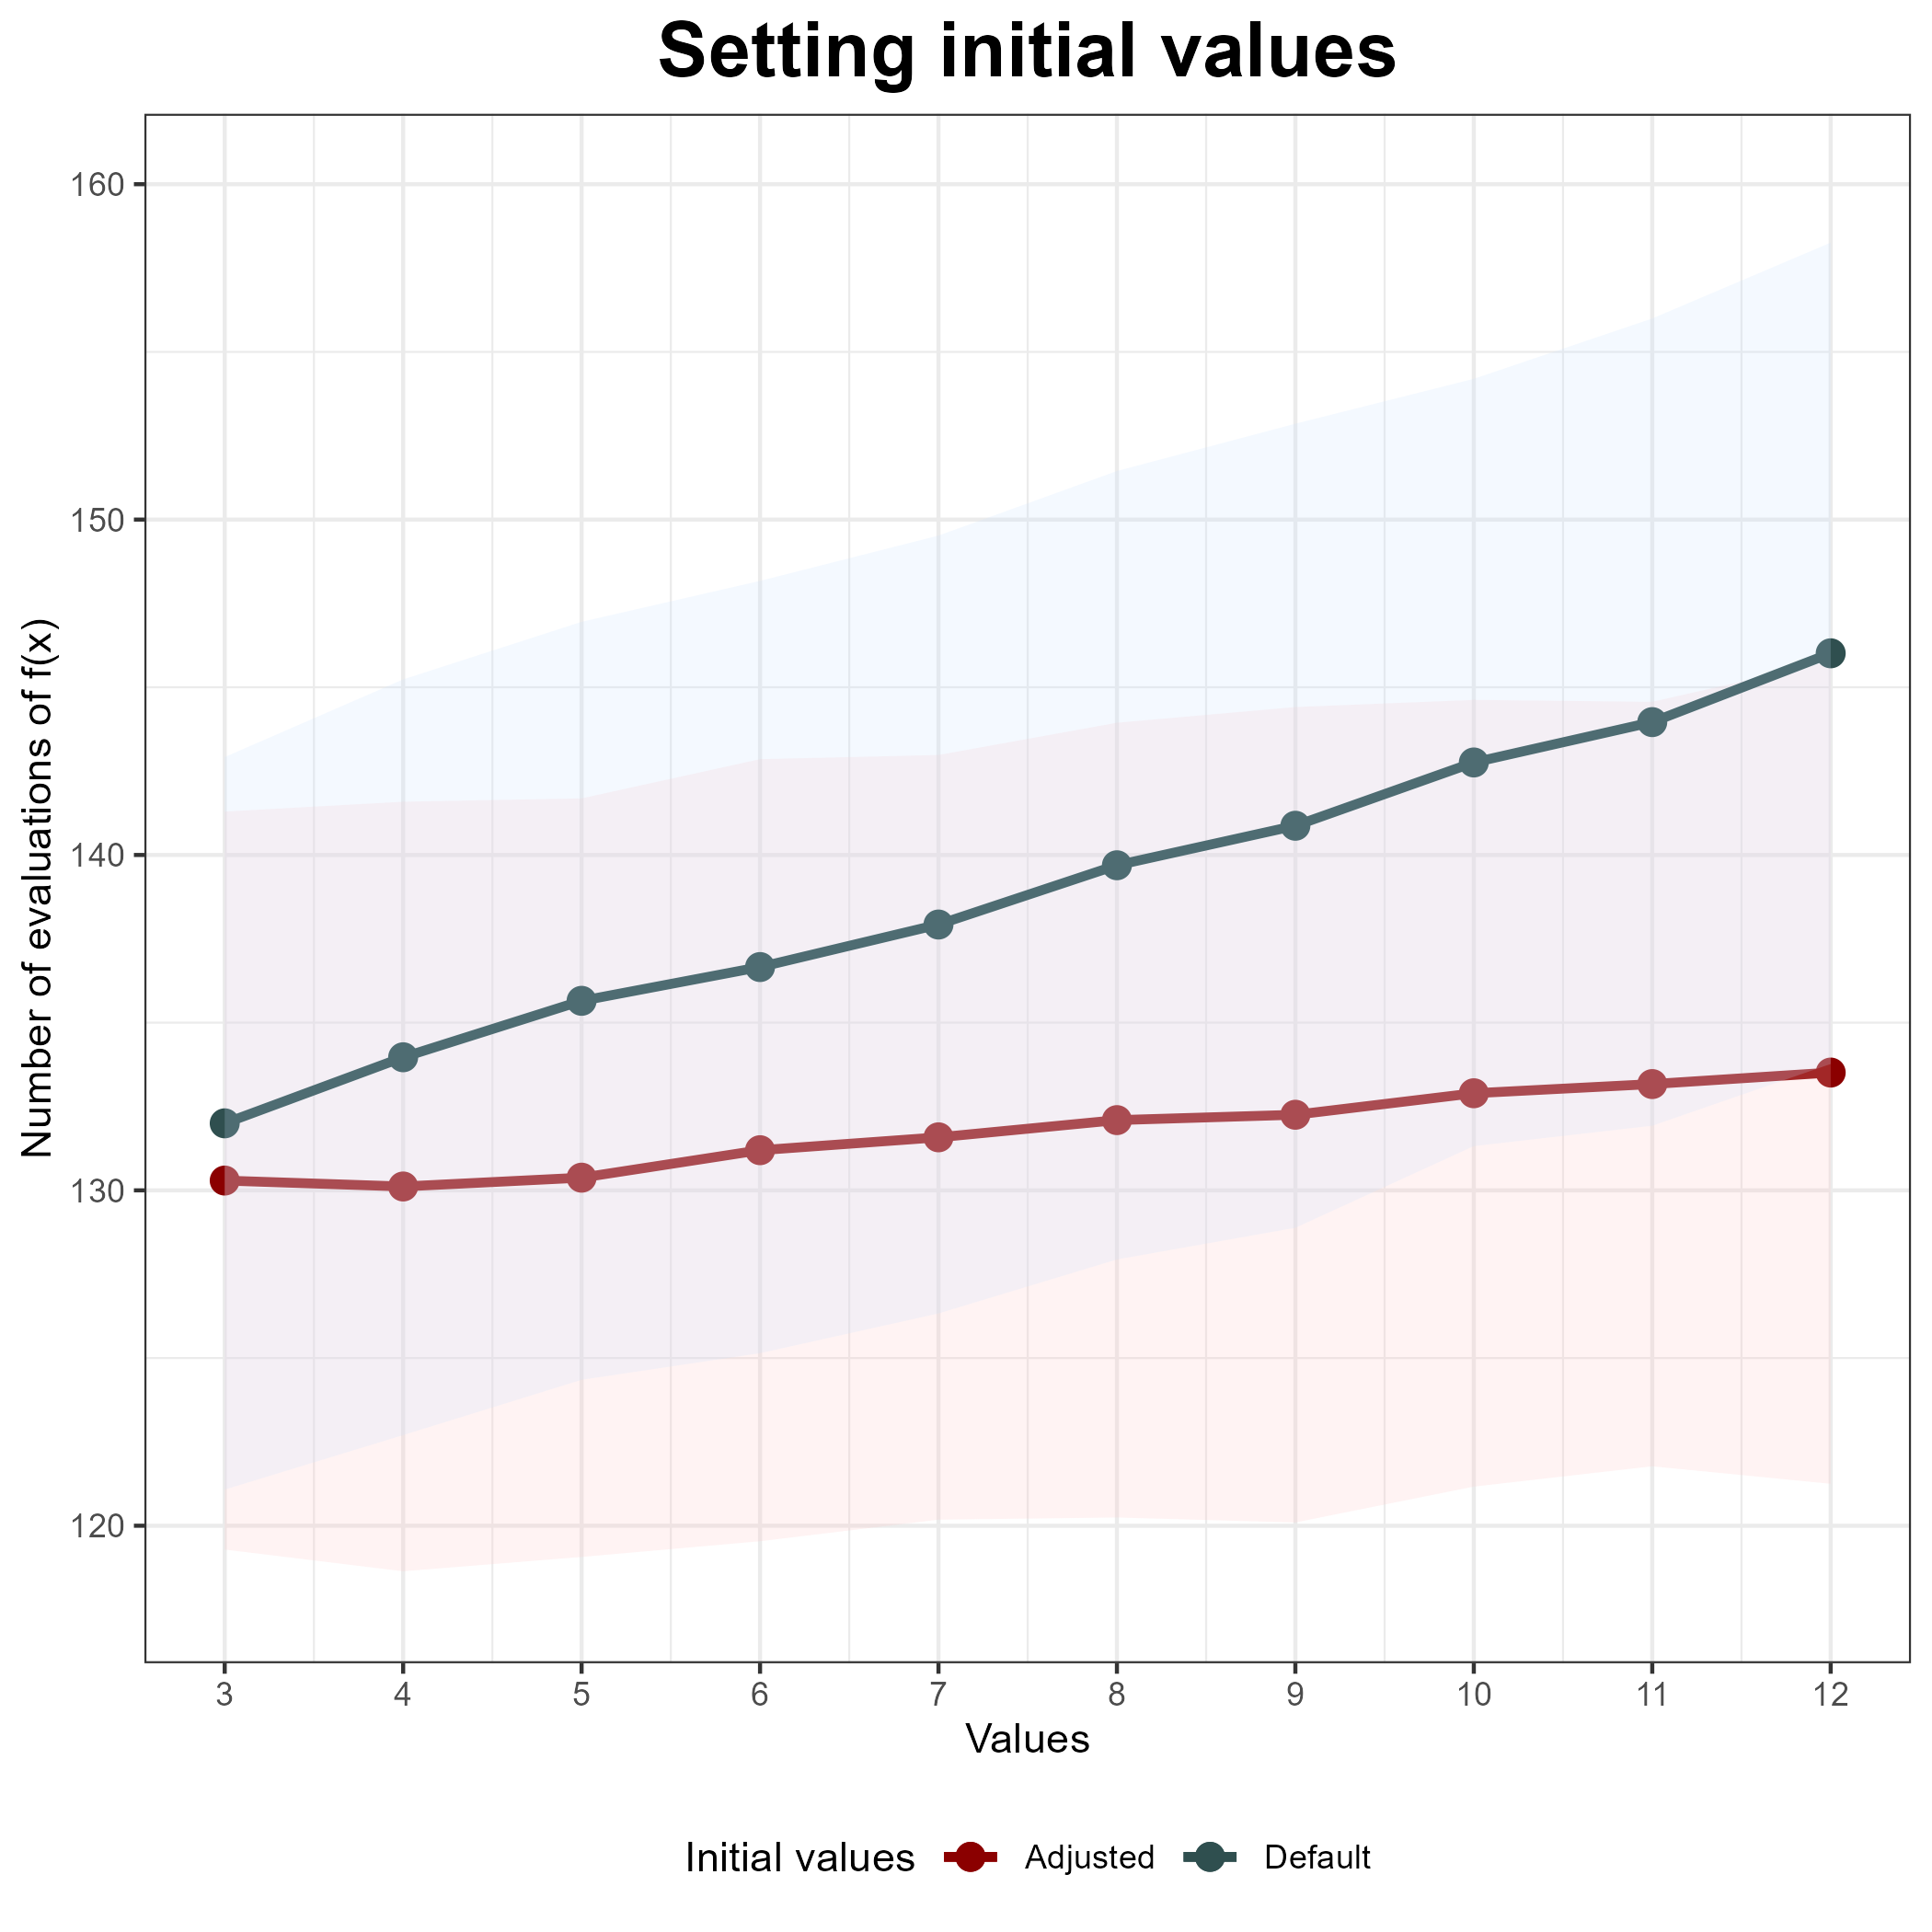 Setting initial values
Number of evaluations of f(x)
160
150
140
130
120
3 4 5 6 7 8 9 10 11 12
Values
Initial values Adjusted Default